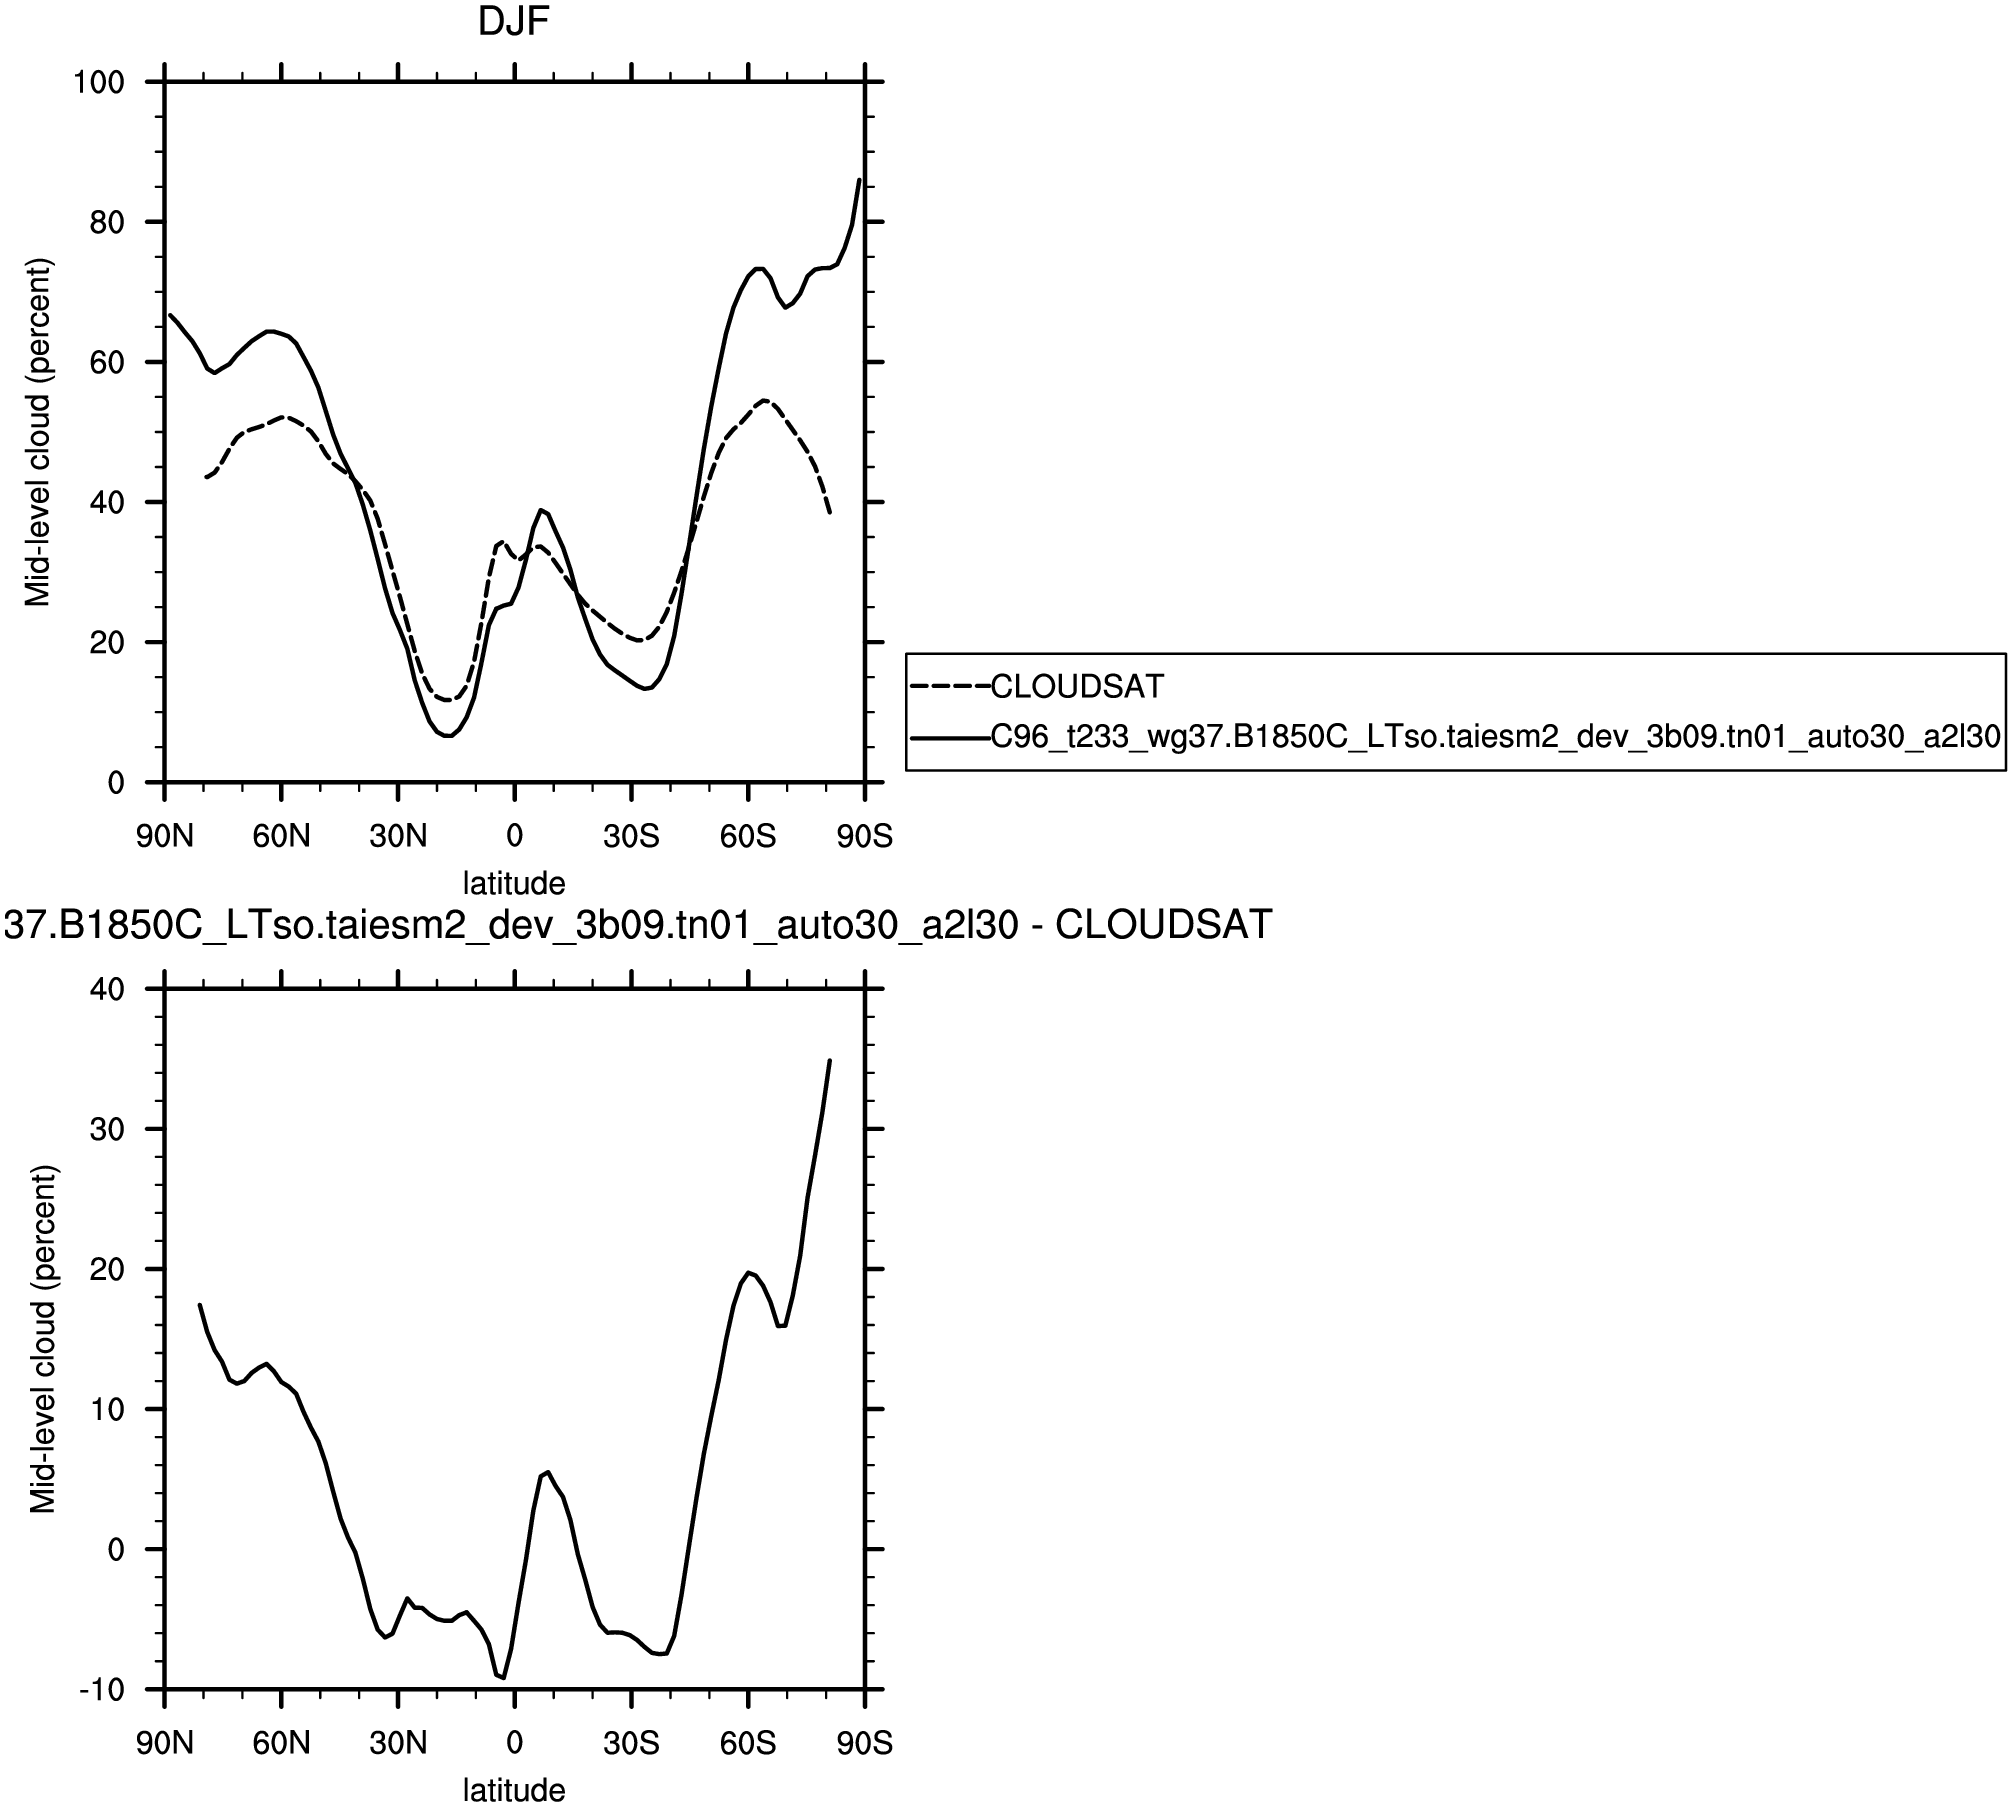 DJF
Mid-level cloud (percent)
100
80
60
40
20
0
90N 60N 30N 0 30S 60S 90S
latitude
CLOUDSAT
C96_t233_wg37.B1850C_LTso.taiesm2_dev_3b09.tn01_auto30_a2l30
37.B1850C_LTso.taiesm2_dev_3b09.tn01_auto30_a2l30 - CLOUDSAT
Mid-level cloud (percent)
40
30
20
10
0
-10
90N 60N 30N 0 30S 60S 90S
latitude